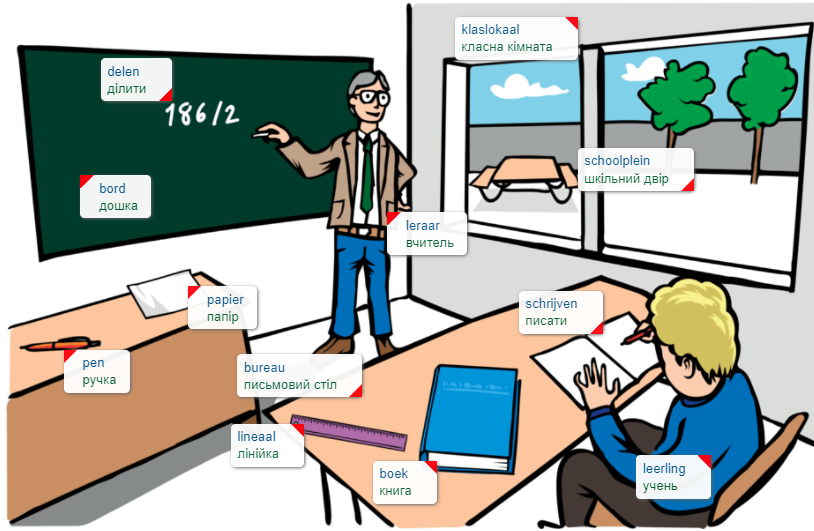 klaslokaal
класна кімната
delen
ділити
186/2
schoolplein
шкільний двір
bord
дошка
leraar
вчитель
papier
папір
schrijven
писати
pen
ручка
bureau
письмовий стіл
lineaal
лінійка
boek
книга
leerling
учень